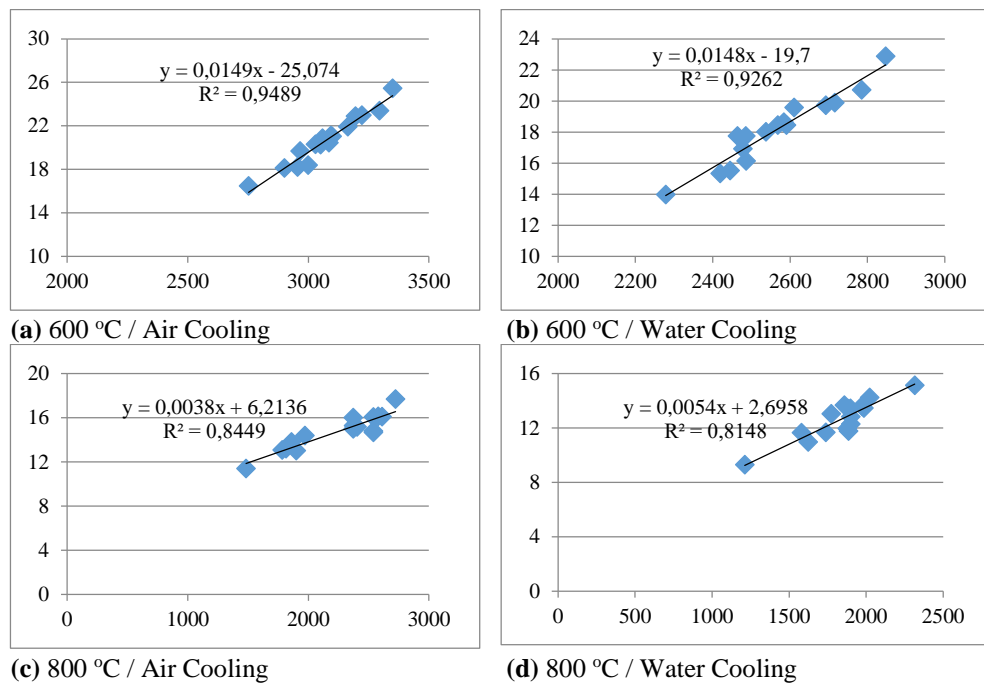 30
26
22
18
14
10
2000 2500 3000 3500
y = 0,0149x - 25,074
R² = 0,9489
(a) 600 °C / Air Cooling
24
22
20
18
16
14
12
10
2000 2200 2400 2600 2800 3000
y = 0,0148x - 19,7
R² = 0,9262
(b) 600 °C / Water Cooling
20
16
12
8
4
0
0 1000 2000 3000
y = 0,0038x + 6,2136
R² = 0,8449
(c) 800 °C / Air Cooling
16
12
8
4
0
0 500 1000 1500 2000 2500
y = 0,0054x + 2,6958
R² = 0,8148
(d) 800 °C / Water Cooling